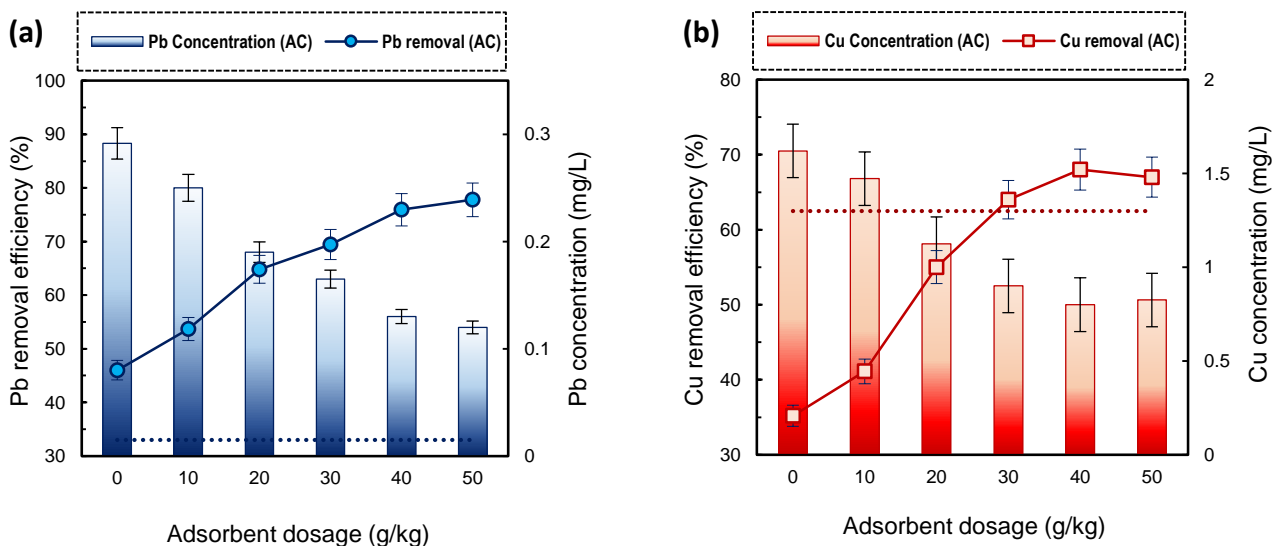 (a)
Pb Concentration (AC)
Pb removal (AC)
100
90
80
70
60
50
40
30
Pb removal efficiency (%)
0.3
0.2
0.1
0
Pb concentration (mg/L)
0 10 20 30 40 50
Adsorbent dosage (g/kg)
(b)
Cu Concentration (AC)
Cu removal (AC)
80
70
60
50
40
30
Cu removal efficiency (%)
2
1.5
1
0.5
0
Cu concentration (mg/L)
0 10 20 30 40 50
Adsorbent dosage (g/kg)